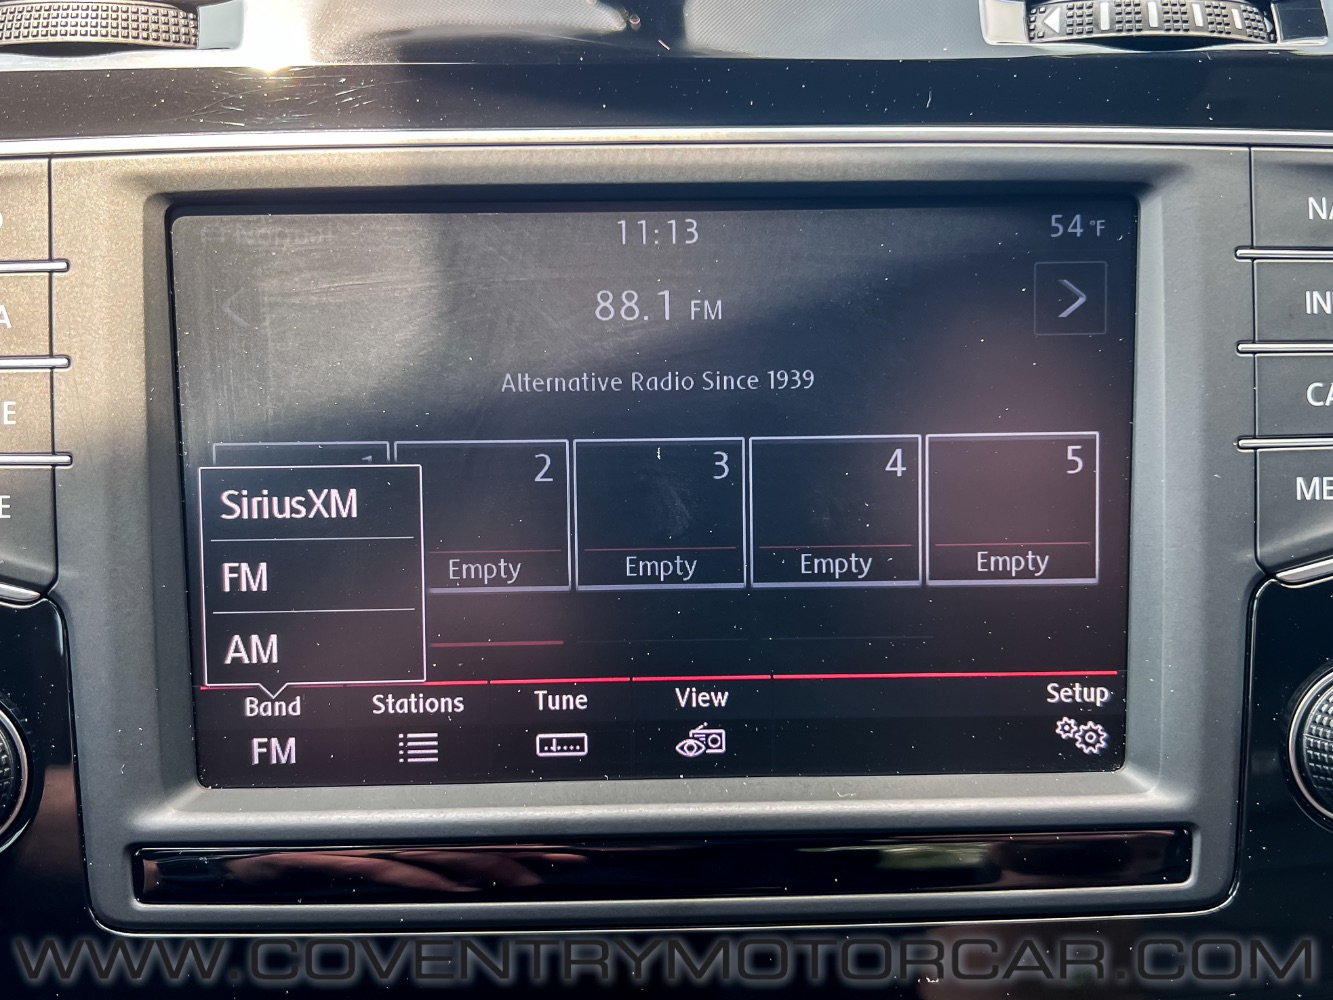 11:13
54 °F
88.1 FM
Alternative Radio Since 1939
1
2
3
4
5
Empty
Empty
Empty
Empty
SiriusXM
FM
AM
Band
Stations
Tune
View
Setup
FM
WWW.COVENTRYMOTORCAR.COM